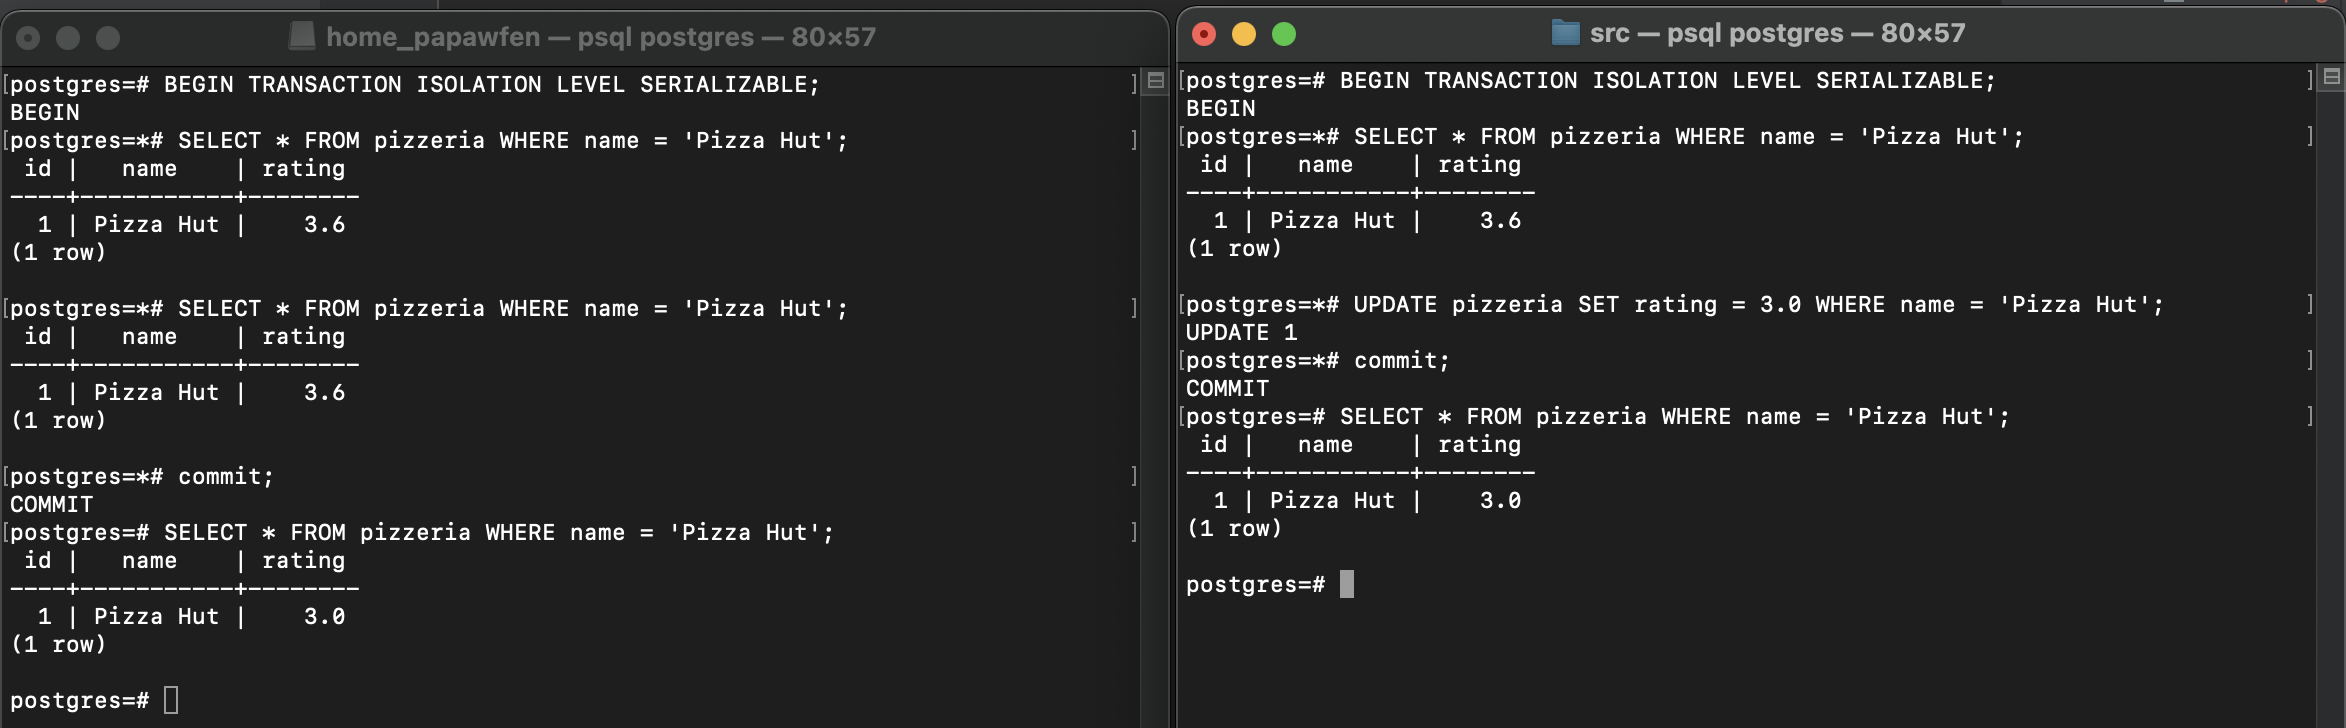 home_papawfen — psql postgres — 80×57
[postgres=# BEGIN TRANSACTION ISOLATION LEVEL SERIALIZABLE; ]
BEGIN
[postgres=*# SELECT * FROM pizzeria WHERE name = 'Pizza Hut'; ]
 id |   name    | rating
----+-----------+--------
  1 | Pizza Hut |    3.6
(1 row)

[postgres=*# SELECT * FROM pizzeria WHERE name = 'Pizza Hut'; ]
 id |   name    | rating
----+-----------+--------
  1 | Pizza Hut |    3.6
(1 row)

[postgres=*# commit; ]
COMMIT
[postgres=# SELECT * FROM pizzeria WHERE name = 'Pizza Hut'; ]
 id |   name    | rating
----+-----------+--------
  1 | Pizza Hut |    3.0
(1 row)

postgres=#
src — psql postgres — 80×57
[postgres=# BEGIN TRANSACTION ISOLATION LEVEL SERIALIZABLE; ]
BEGIN
[postgres=*# SELECT * FROM pizzeria WHERE name = 'Pizza Hut'; ]
 id |   name    | rating
----+-----------+--------
  1 | Pizza Hut |    3.6
(1 row)

[postgres=*# UPDATE pizzeria SET rating = 3.0 WHERE name = 'Pizza Hut'; ]
UPDATE 1
[postgres=*# commit; ]
COMMIT
[postgres=# SELECT * FROM pizzeria WHERE name = 'Pizza Hut'; ]
 id |   name    | rating
----+-----------+--------
  1 | Pizza Hut |    3.0
(1 row)

postgres=#